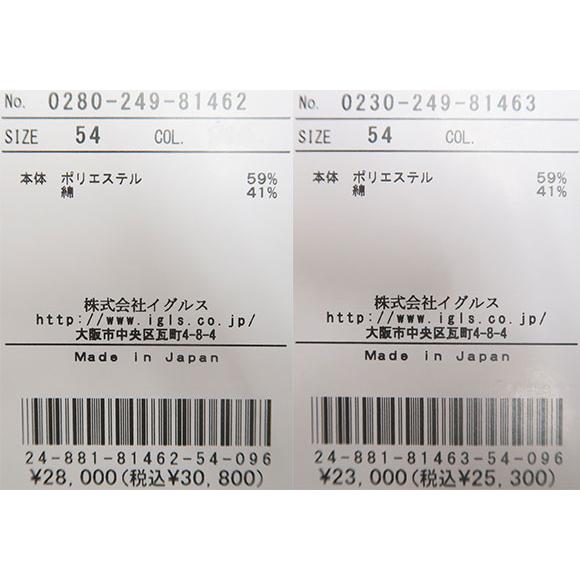 No. 0280-249-81462
SIZE 54 COL.
本体 ポリエステル 59%
綿 41%
株式会社イグルス
http://www.igls.co.jp/
大阪市中央区瓦町4-8-4
Made in Japan
24-881-81462-54-096
¥28,000(税込¥30,800)
No. 0230-249-81463
SIZE 54 COL.
本体 ポリエステル 59%
綿 41%
株式会社イグルス
http://www.igls.co.jp/
大阪市中央区瓦町4-8-4
Made in Japan
24-881-81463-54-096
¥23,000(税込¥25,300)